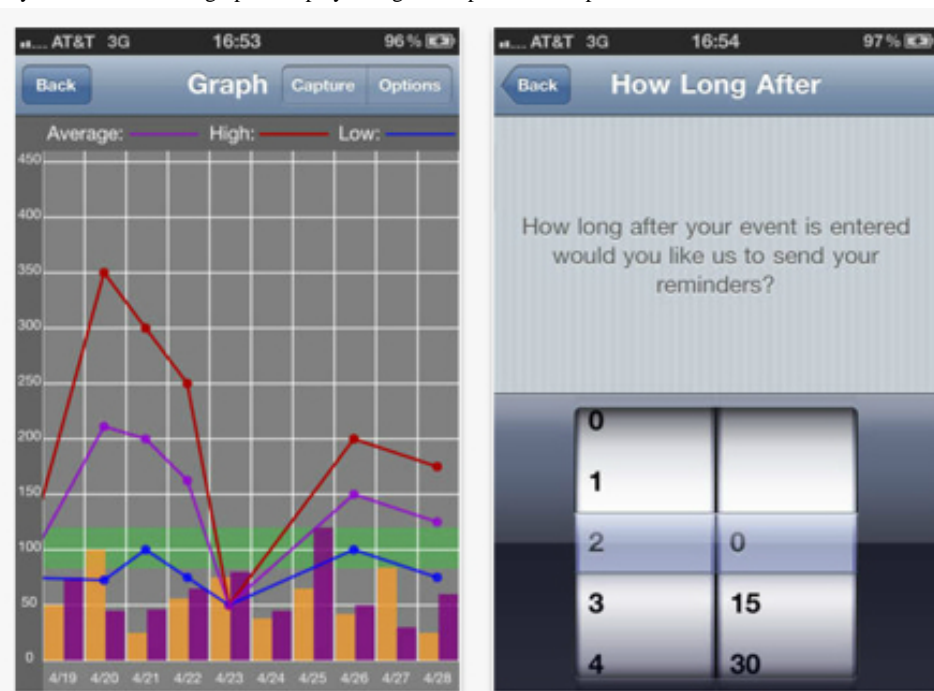 AT&T 3G 16:53 96%
Back Graph Capture Options
Average: High: Low:
450
400
350
300
250
200
150
100
50
0
4/19 4/20 4/21 4/22 4/23 4/24 4/25 4/26 4/27 4/28
.... AT&T 3G 16:54 97%
Back How Long After
How long after your event is entered
would you like us to send your
reminders?
0
1
2 0
3 15
4 30